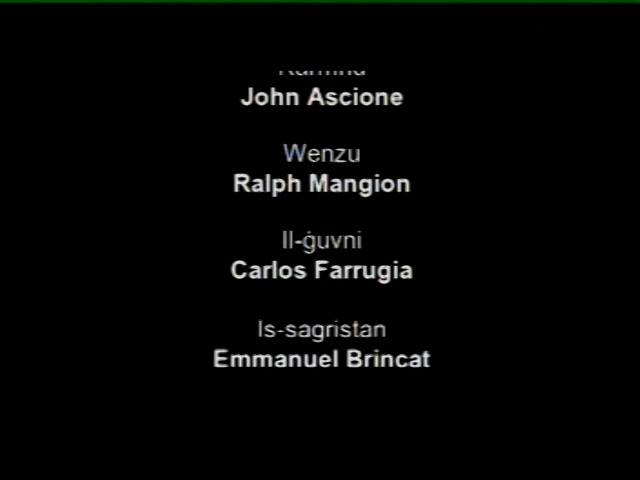 John Ascione
Wenzu
Ralph Mangion
Il-ġuvni
Carlos Farrugia
Is-sagristan
Emmanuel Brincat